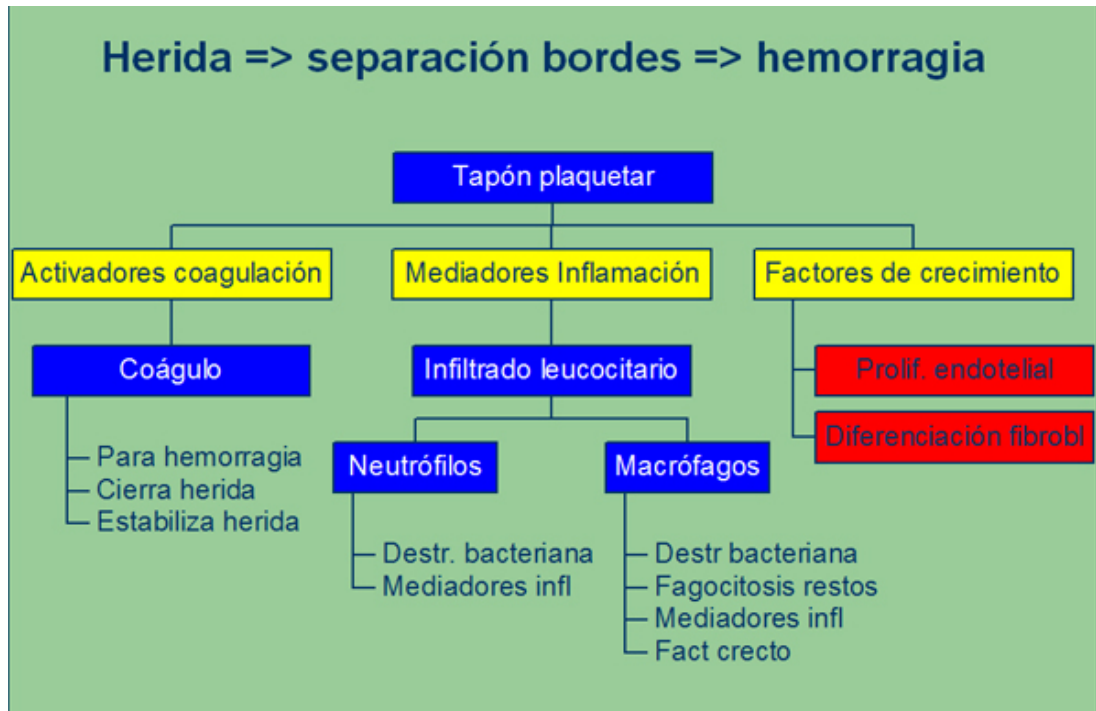 Herida => separación bordes => hemorragia
Tapón plaquetar
Activadores coagulación
Mediadores Inflamación
Factores de crecimiento
Coágulo
Infiltrado leucocitario
Prolif. endotelial
Diferenciación fibrobl
Para hemorragia
Cierra herida
Estabiliza herida
Neutrófilos
Macrófagos
Destr. bacteriana
Mediadores infl
Destr bacteriana
Fagocitosis restos
Mediadores infl
Fact crecto